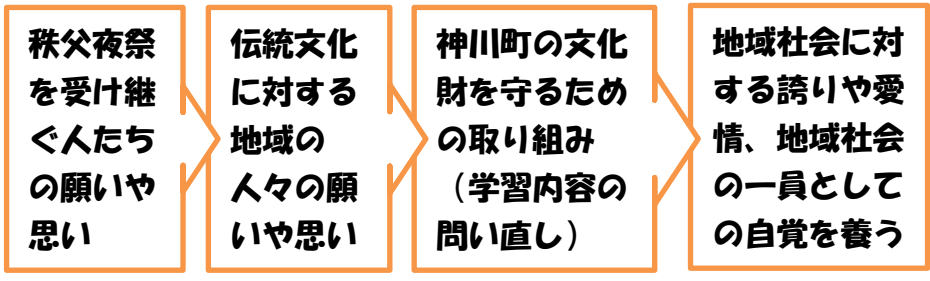 秩父夜祭
を受け継
ぐ人たち
の願いや
思い
伝統文化
に対する
地域の
人々の願
いや思い
神川町の文化
財を守るため
の取り組み
（学習内容の
問い直し）
地域社会に対
する誇りや愛
情、地域社会
の一員として
の自覚を養う